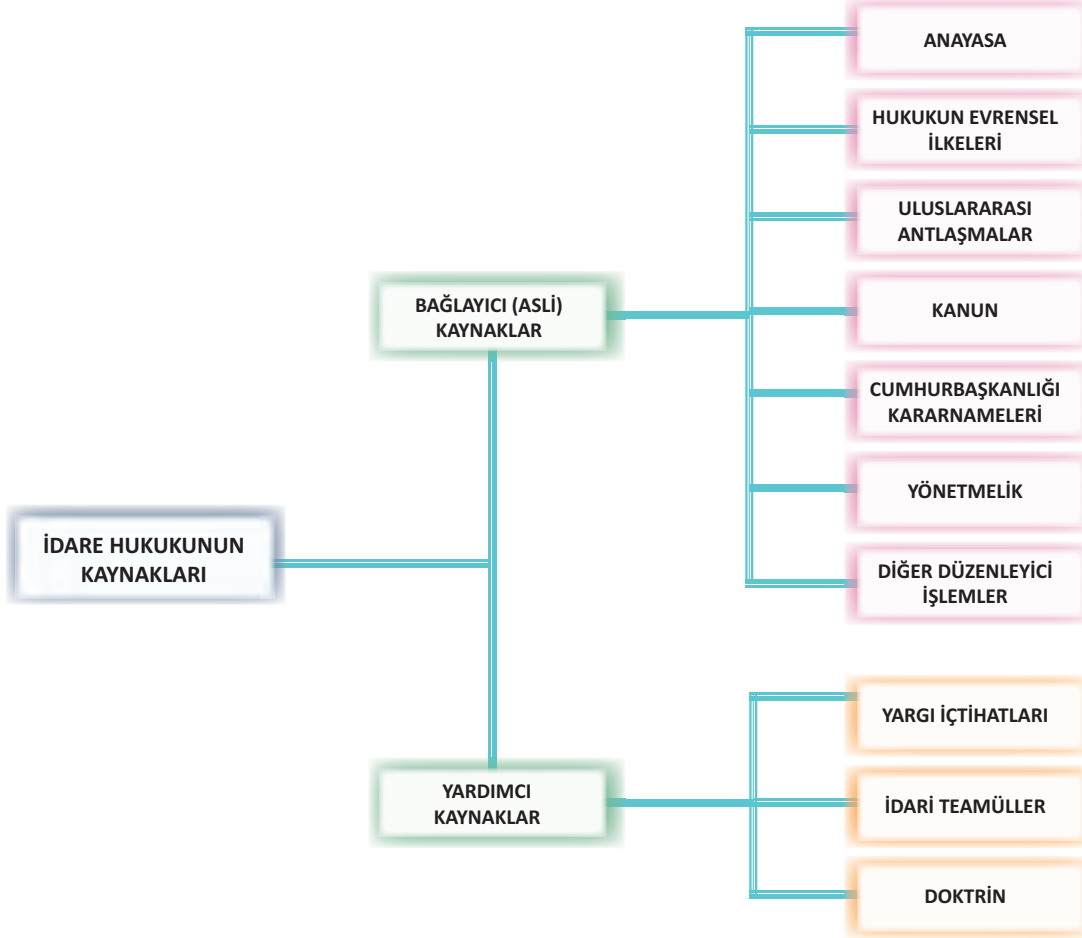 İDARE HUKUKUNUN
KAYNAKLARI
BAĞLAYICI (ASLİ)
KAYNAKLAR
ANAYASA
HUKUKUN EVRENSEL
İLKELERİ
ULUSLARARASI
ANTLAŞMALAR
KANUN
CUMHURBAŞKANLIĞI
KARARNAMELERİ
YÖNETMELİK
DİĞER DÜZENLEYİCİ
İŞLEMLER
YARDIMCI
KAYNAKLAR
YARGI İÇTİHATLARI
İDARİ TEAMÜLLER
DOKTRİN